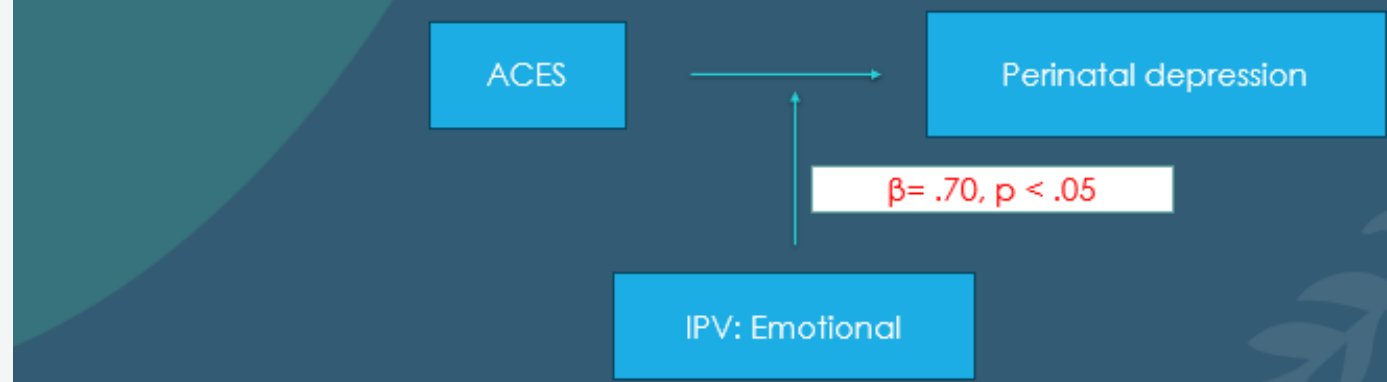 ACES
Perinatal depression
β= .70, p < .05
IPV: Emotional